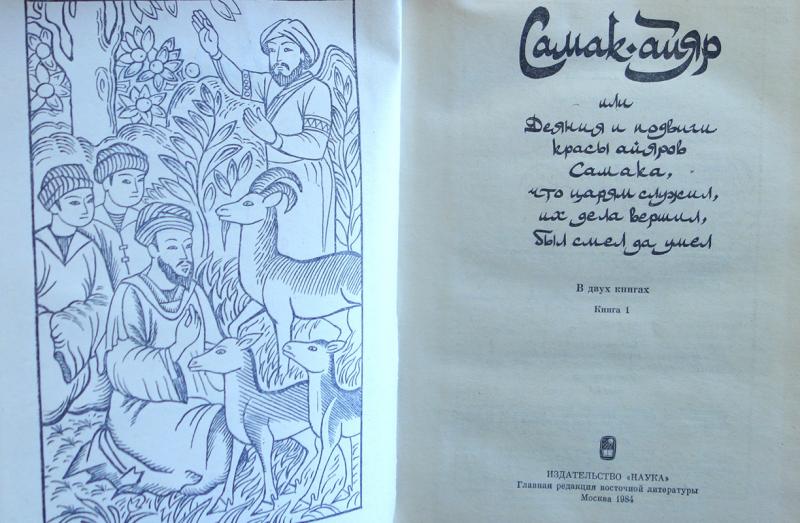 Самак-айяр
или
Деяния и подвиги
красы айяров
Самака,
что царям служил,
их дела вершил,
был смел да умел
В двух книгах
Книга 1
ИЗДАТЕЛЬСТВО «НАУКА»
Главная редакция восточной литературы
Москва 1984